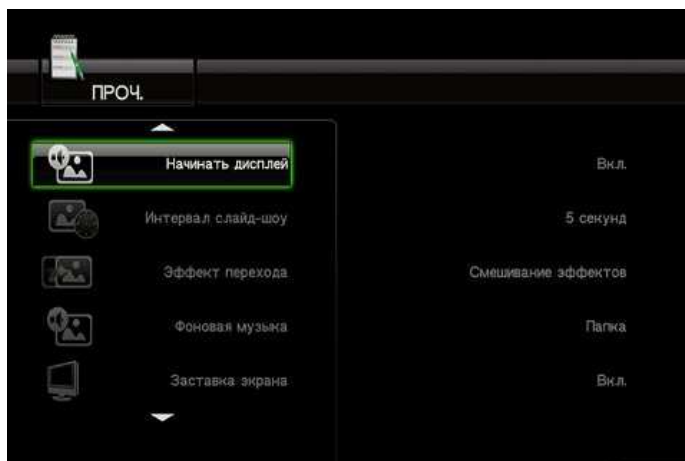 ПРОЧ.
Начинать дисплей Вкл.
Интервал слайд-шоу 5 секунд
Эффект перехода Смешивание эффектов
Фоновая музыка Папка
Заставка экрана Вкл.